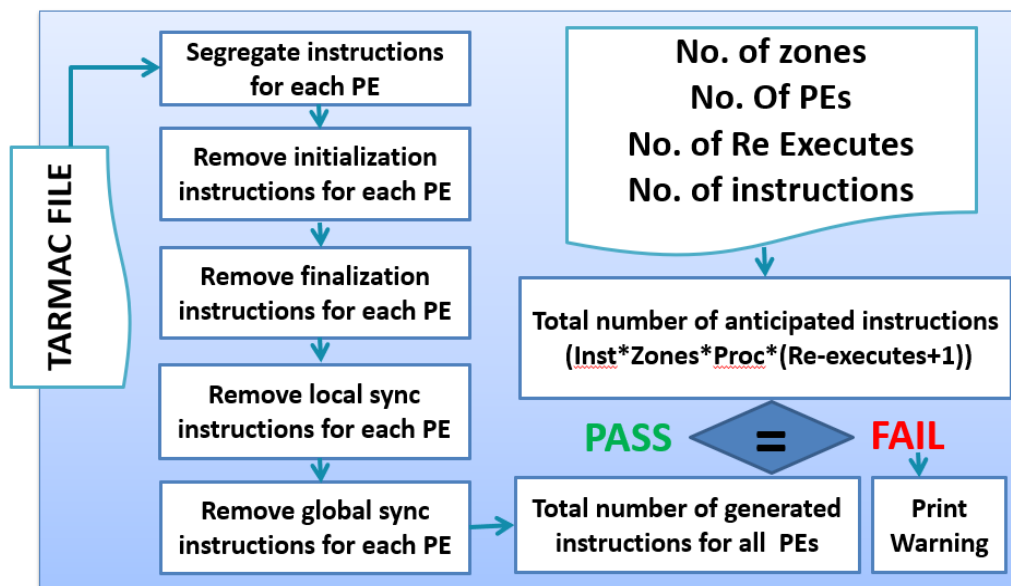 TARMAC FILE
Segregate instructions
for each PE
Remove initialization
instructions for each PE
Remove finalization
instructions for each PE
Remove local sync
instructions for each PE
Remove global sync
instructions for each PE
No. of zones
No. Of PEs
No. of Re Executes
No. of instructions
Total number of anticipated instructions
(Inst*Zones*Proc*(Re-executes+1))
PASS
=
FAIL
Total number of generated
instructions for all PEs
Print
Warning